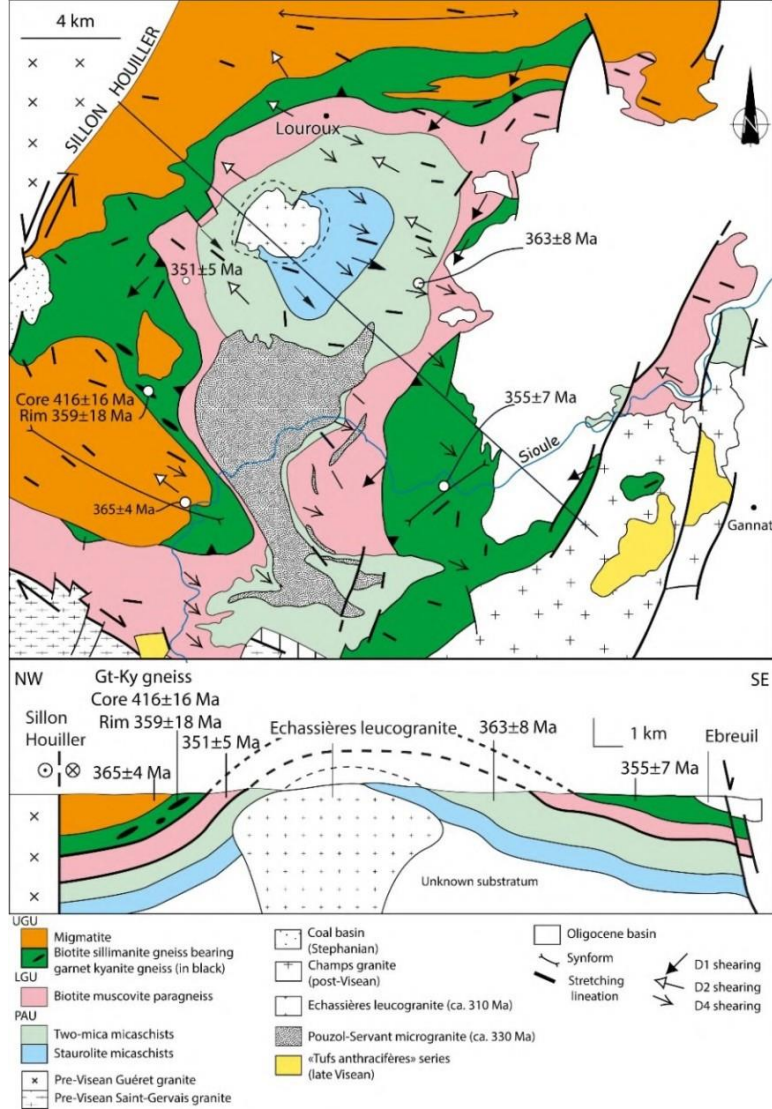 4 km
SILLON HOUILLER
Louroux
N
351±5 Ma
363±8 Ma
Core 416±16 Ma
Rim 359±18 Ma
355±7 Ma
Sioule
365±4 Ma
Gannat
NW
Gt-Ky gneiss
SE
Core 416±16 Ma
Sillon
Houiller
Rim 359±18 Ma
351±5 Ma
Echassières leucogranite
363±8 Ma
1 km
Ebreuil
365±4 Ma
355±7 Ma
Unknown substratum
UGU
Migmatite
Biotite sillimanite gneiss bearing
garnet kyanite gneiss (in black)
LGU
Biotite muscovite paragneiss
PAU
Two-mica micaschists
Staurolite micaschists
Pre-Visean Guéret granite
Pre-Visean Saint-Gervais granite
Coal basin
(Stephanian)
Champs granite
(post-Visean)
Echassières leucogranite (ca. 310 Ma)
Pouzol-Servant microgranite (ca. 330 Ma)
«Tufs anthracifères» series
(late Visean)
Oligocene basin
Synform
Stretching
lineation
D1 shearing
D2 shearing
D4 shearing